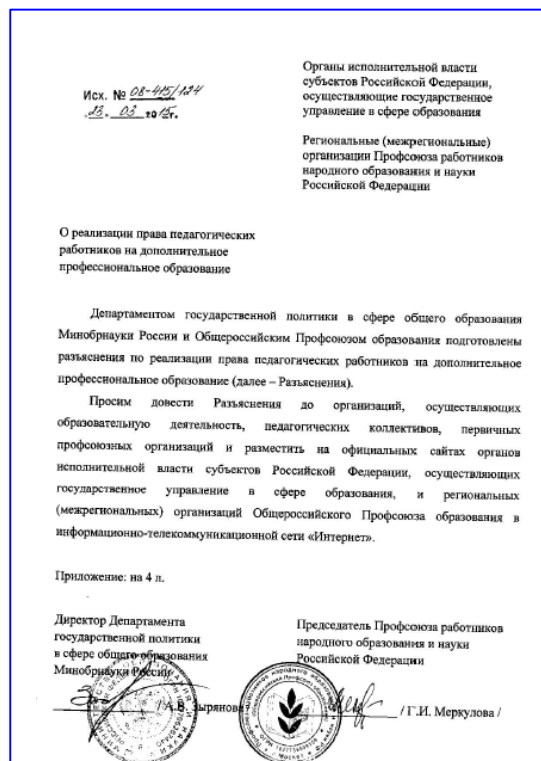 Исх. № 08-415/124
23. 03 2015г.
Органы исполнительной власти
субъектов Российской Федерации,
осуществляющие государственное
управление в сфере образования
Региональные (межрегиональные)
организации Профсоюза работников
народного образования и науки
Российской Федерации
О реализации права педагогических
работников на дополнительное
профессиональное образование
Департаментом государственной политики в сфере общего образования
Минобрнауки России и Общероссийским Профсоюзом образования подготовлены
разъяснения по реализации права педагогических работников на дополнительное
профессиональное образование (далее – Разъяснения).
Просим довести Разъяснения до организаций, осуществляющих
образовательную деятельность, педагогических коллективов, первичных
профсоюзных организаций и разместить на официальных сайтах органов
исполнительной власти субъектов Российской Федерации, осуществляющих
государственное управление в сфере образования, и региональных
(межрегиональных) организаций Общероссийского Профсоюза образования в
информационно-телекоммуникационной сети «Интернет».
Приложение: на 4 л.
Директор Департамента
государственной политики
в сфере общего образования
Минобрнауки России
/ А.В. Зырянова
Председатель Профсоюза работников
народного образования и науки
Российской Федерации
/ Г.И. Меркулова /